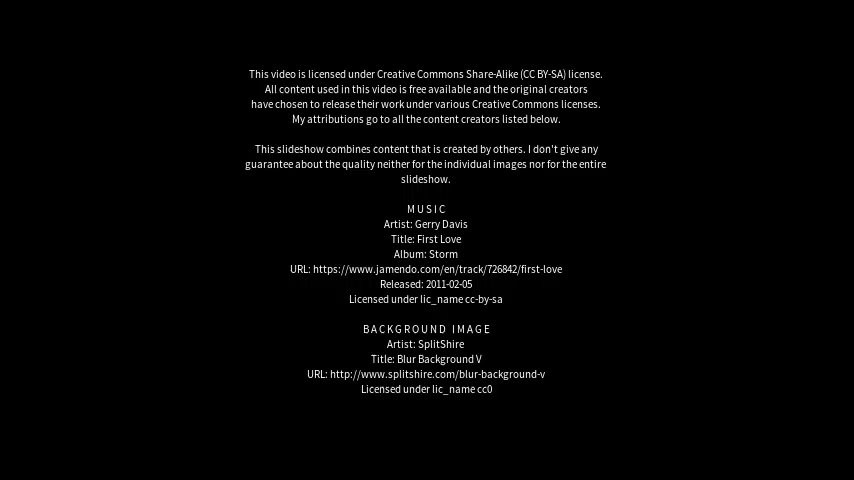 This video is licensed under Creative Commons Share-Alike (CC BY-SA) license.
All content used in this video is free available and the original creators
have chosen to release their work under various Creative Commons licenses.
My attributions go to all the content creators listed below.
This slideshow combines content that is created by others. I don't give any
guarantee about the quality neither for the individual images nor for the entire
slideshow.
MUSIC
Artist: Gerry Davis
Title: First Love
Album: Storm
URL: https://www.jamendo.com/en/track/726842/first-love
Released: 2011-02-05
Licensed under lic_name cc-by-sa
BACKGROUND IMAGE
Artist: SplitShire
Title: Blur Background V
URL: http://www.splitshire.com/blur-background-v
Licensed under lic_name cc0